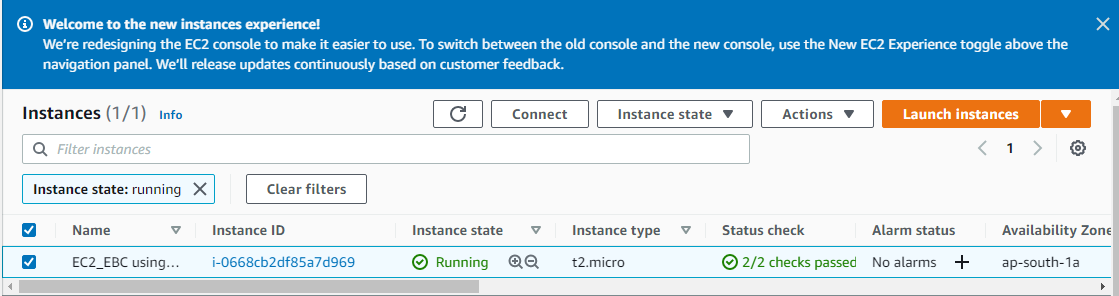 Welcome to the new instances experience!
We're redesigning the EC2 console to make it easier to use. To switch between the old console and the new console, use the New EC2 Experience toggle above the
navigation panel. We'll release updates continuously based on customer feedback.
Instances (1/1) Info Connect Instance state Actions Launch instances
Filter instances 1
Instance state: running Clear filters
Name Instance ID Instance state Instance type Status check Alarm status Availability Zone
EC2_EBC using... i-0668cb2df85a7d969 Running t2.micro 2/2 checks passed No alarms ap-south-1a